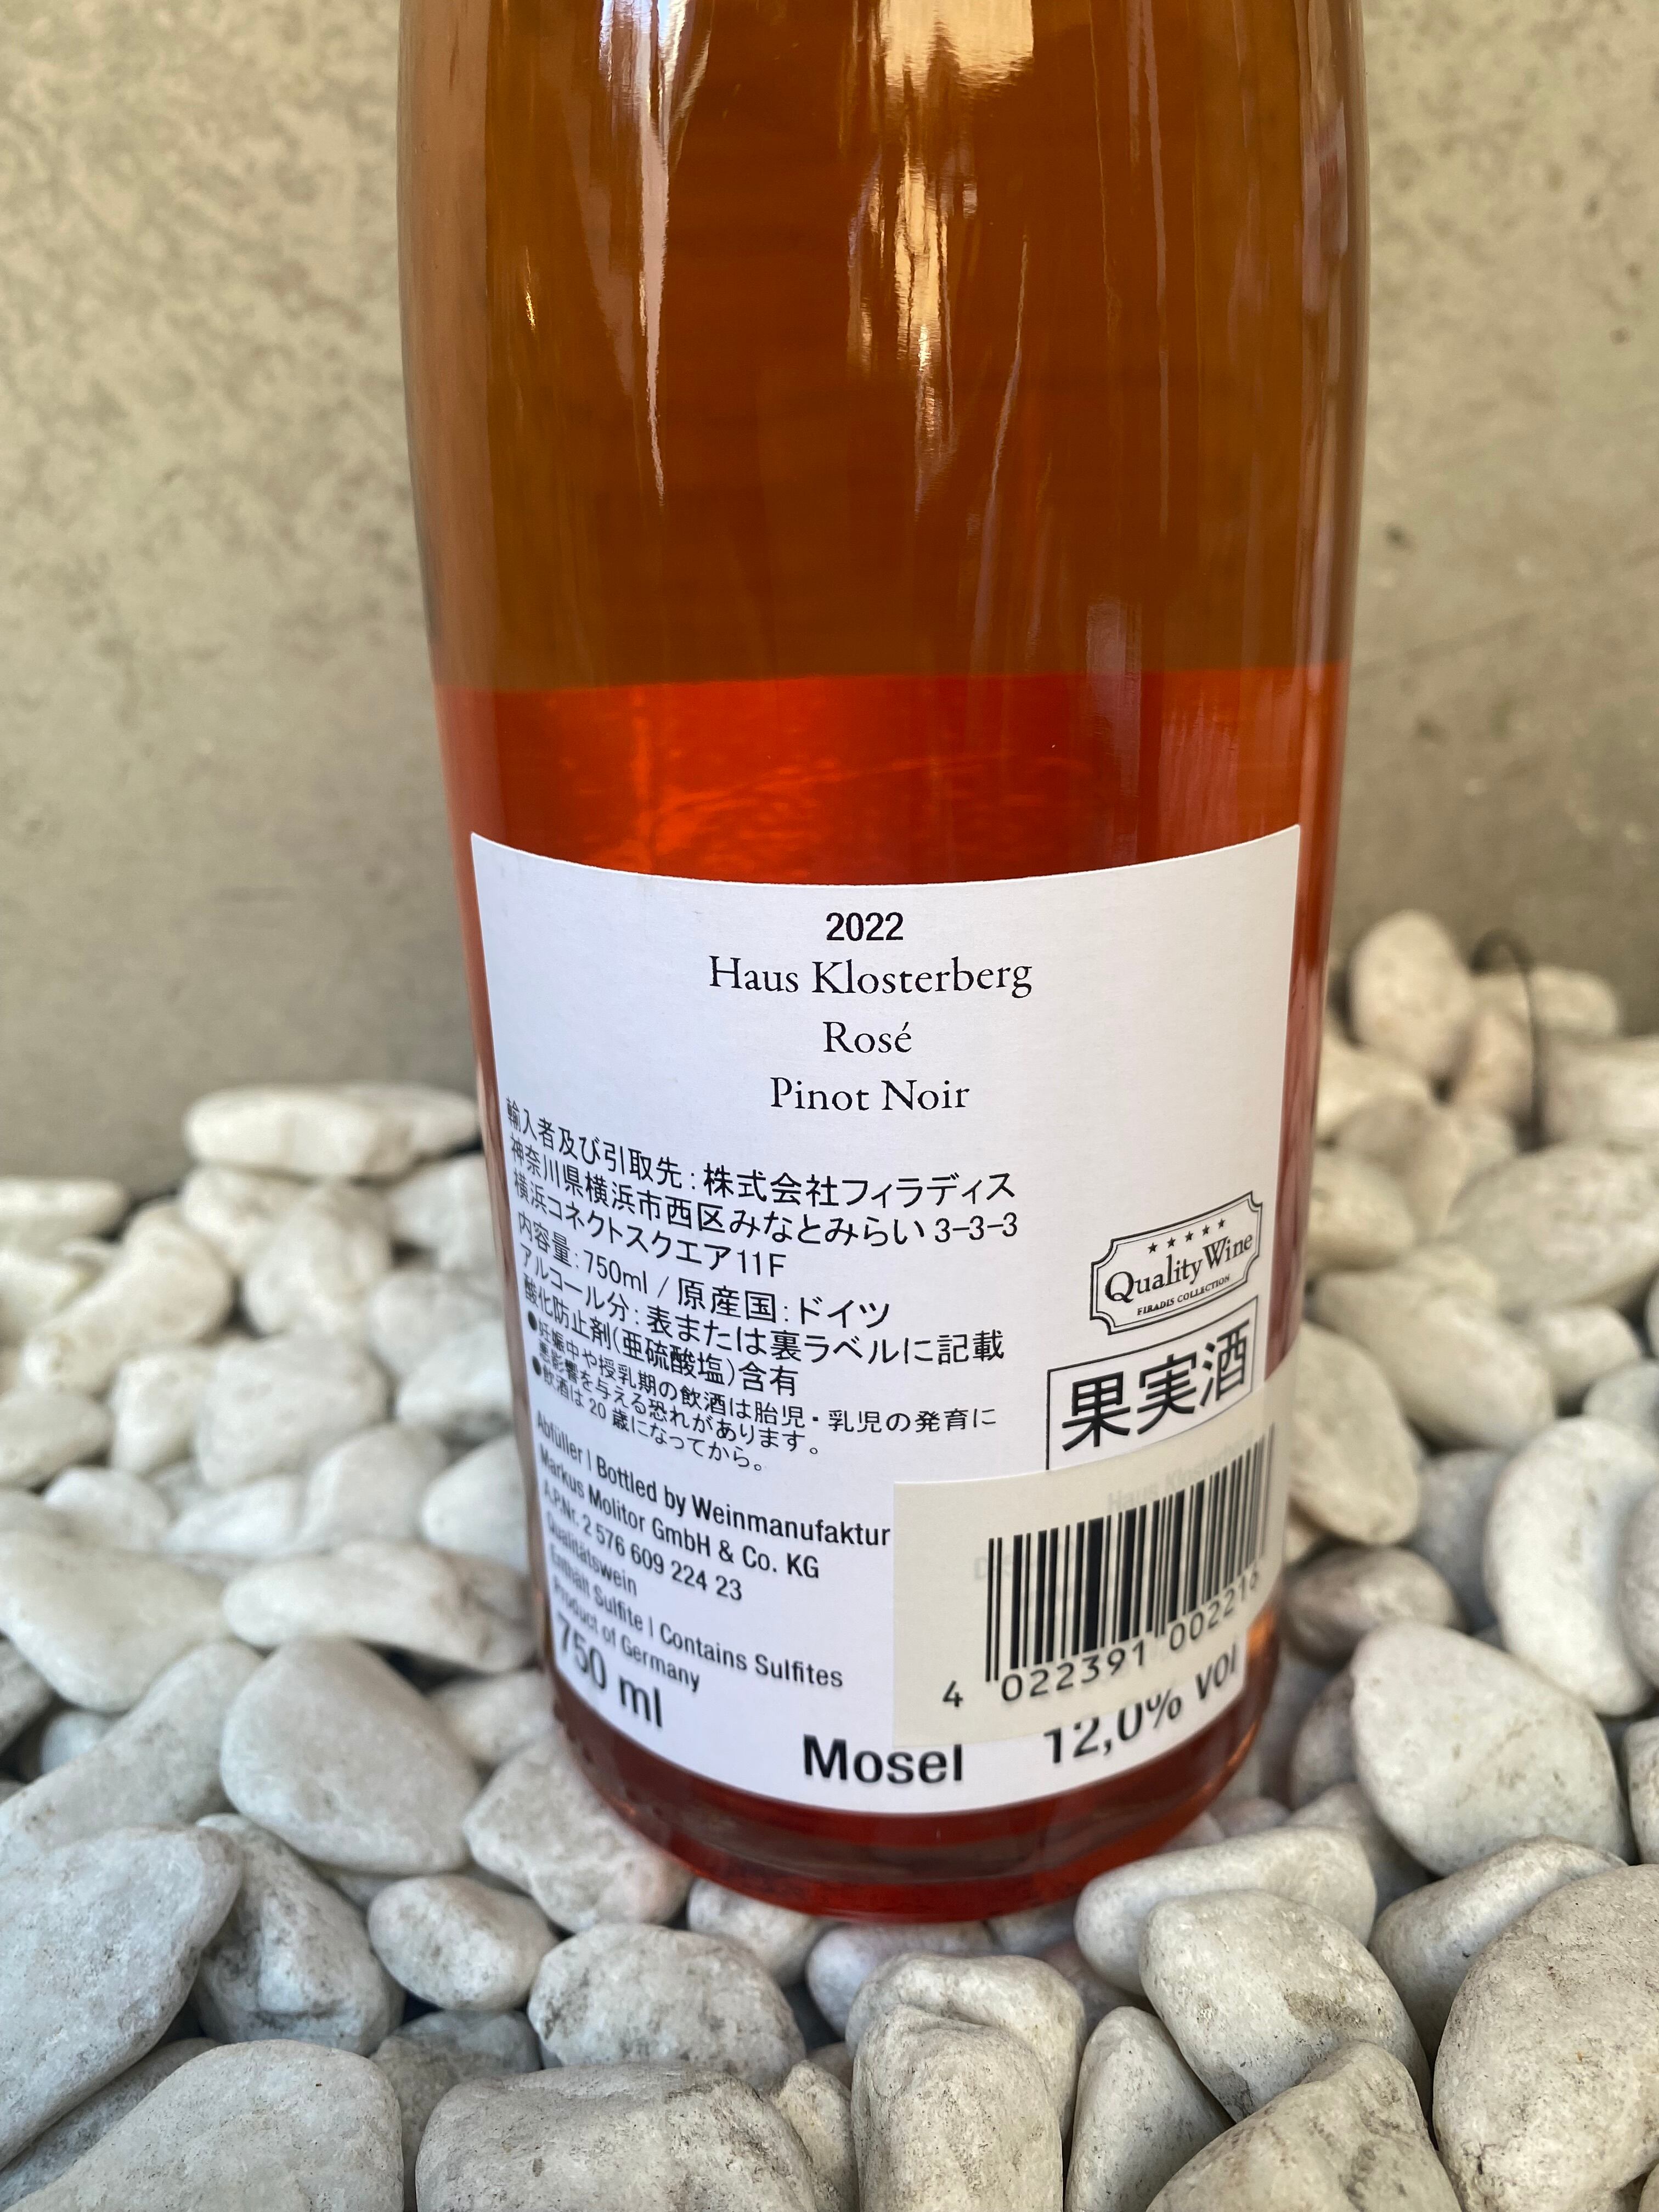 2022
Haus Klosterberg
Rosé
Pinot Noir
輸入者及び引取先:株式会社フィラディス
神奈川県横浜市西区みなとみらい 3-3-3
横浜コネクトスクエア11F
内容量:750ml / 原産国:ドイツ
アルコール分:表または裏ラベルに記載
酸化防止剤(亜硫酸塩)含有
●妊娠中や授乳期の飲酒は胎児・乳児の発育に
悪影響を与える恐れがあります。
●飲酒は 20 歳になってから。
★★★★★
Quality Wine
FIRADIS COLLECTION
果実酒
Abfüller | Bottled by Weinmanufaktur
Markus Molitor GmbH & Co. KG
A.P.Nr. 2 576 609 224 23
Qualitätswein
Enthält Sulfite | Contains Sulfites
Product of Germany
750 ml
4 022391 002216
Mosel
12,0% vol